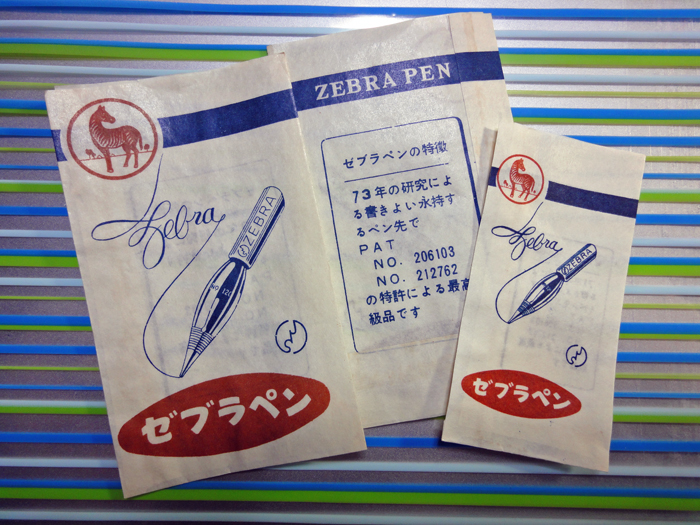 Zebra
ZEBRA
NO. 120
ゼブラペン
ZEBRA PEN
ゼブラペンの特徴
73年の研究によ
る書きよい永持す
るペン先で
PAT
NO. 206103
NO. 212762
の特許による最高
級品です
Zebra
ZEBRA
ゼブラペン